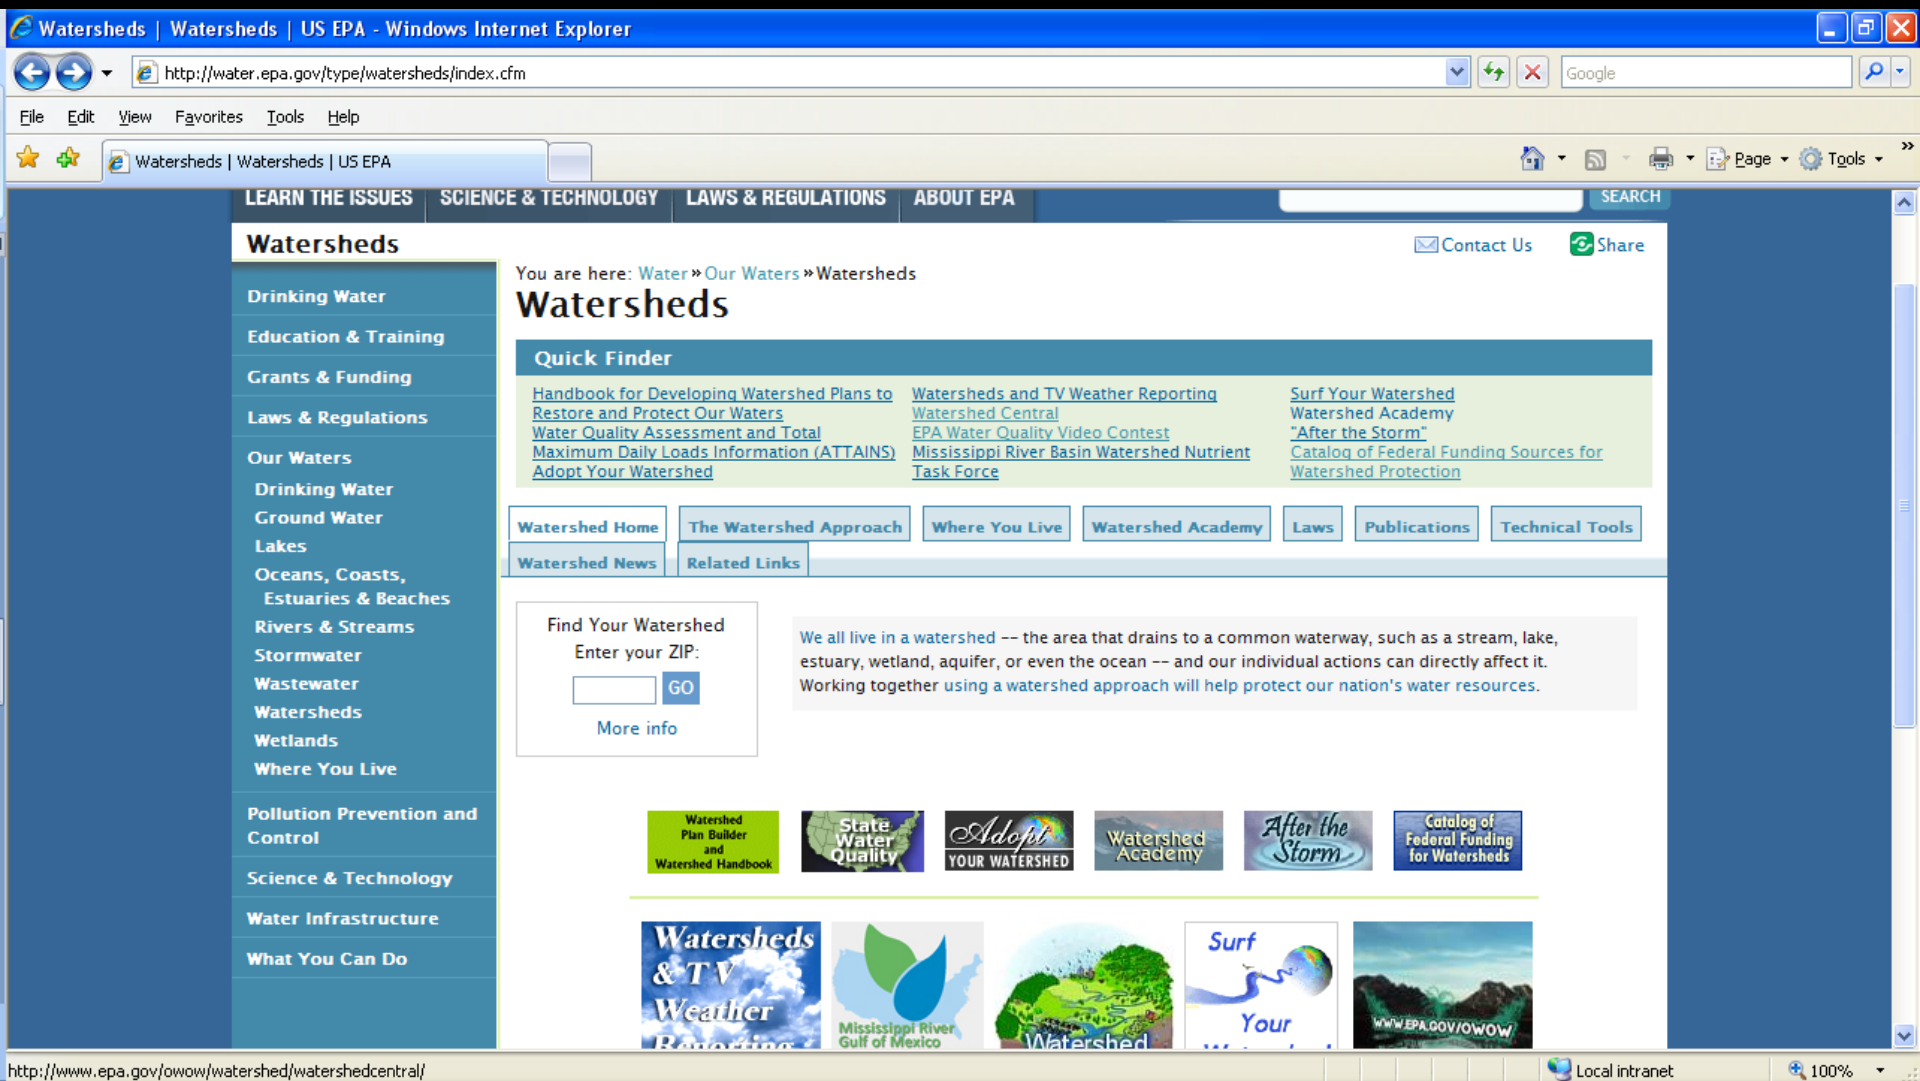 Watersheds | Watersheds | US EPA - Windows Internet Explorer
http://water.epa.gov/type/watersheds/index.cfm
Google
File Edit View Favorites Tools Help
Watersheds | Watersheds | US EPA
Page Tools »
LEARN THE ISSUES SCIENCE & TECHNOLOGY LAWS & REGULATIONS ABOUT EPA SEARCH
Watersheds
Contact Us Share
Drinking Water
Education & Training
Grants & Funding
Laws & Regulations
Our Waters
Drinking Water
Ground Water
Lakes
Oceans, Coasts,
Estuaries & Beaches
Rivers & Streams
Stormwater
Wastewater
Watersheds
Wetlands
Where You Live
Pollution Prevention and
Control
Science & Technology
Water Infrastructure
What You Can Do
You are here: Water » Our Waters » Watersheds
Watersheds
Quick Finder
Handbook for Developing Watershed Plans to
Restore and Protect Our Waters
Water Quality Assessment and Total
Maximum Daily Loads Information (ATTAINS)
Adopt Your Watershed
Watersheds and TV Weather Reporting
Watershed Central
EPA Water Quality Video Contest
Mississippi River Basin Watershed Nutrient
Task Force
Surf Your Watershed
Watershed Academy
"After the Storm"
Catalog of Federal Funding Sources for
Watershed Protection
Watershed Home The Watershed Approach Where You Live Watershed Academy Laws Publications Technical Tools
Watershed News Related Links
Find Your Watershed
Enter your ZIP:
GO
More info
We all live in a watershed -- the area that drains to a common waterway, such as a stream, lake,
estuary, wetland, aquifer, or even the ocean -- and our individual actions can directly affect it.
Working together using a watershed approach will help protect our nation's water resources.
Watershed
Plan Builder
and
Watershed Handbook
State
Water
Quality
Adopt
YOUR WATERSHED
Watershed
Academy
After the
Storm
Catalog of
Federal Funding
for Watersheds
Watersheds
& TV
Weather
Reporting
Mississippi River
Gulf of Mexico
Watershed
Surf
Your
WWW.EPA.GOV/OWOW
http://www.epa.gov/owow/watershed/watershedcentral/
Local intranet
100%